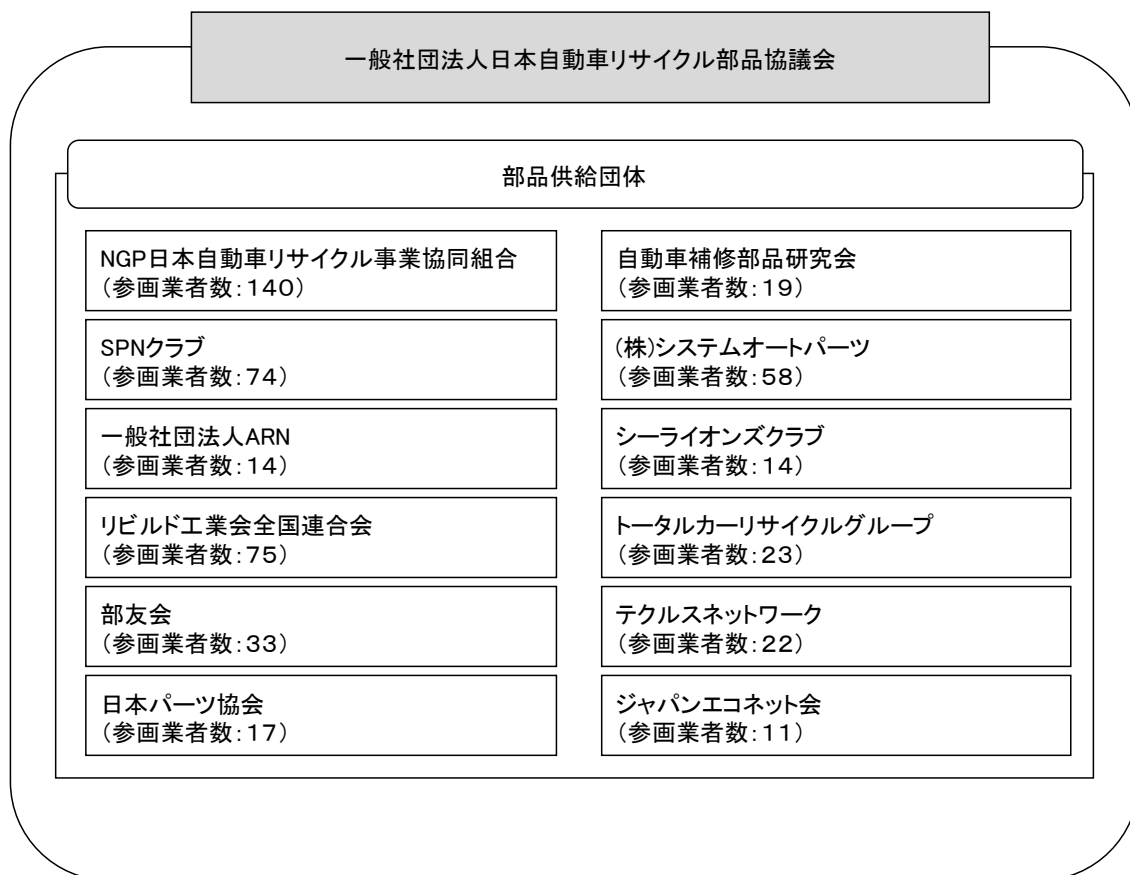 一般社団法人日本自動車リサイクル部品協議会
部品供給団体
NGP日本自動車リサイクル事業協同組合
(参画業者数:140)
SPNクラブ
(参画業者数:74)
一般社団法人ARN
(参画業者数:14)
リビルド工業会全国連合会
(参画業者数:75)
部友会
(参画業者数:33)
日本パーツ協会
(参画業者数:17)
自動車補修部品研究会
(参画業者数:19)
(株)システムオートパーツ
(参画業者数:58)
シーライオンズクラブ
(参画業者数:14)
トータルカーリサイクルグループ
(参画業者数:23)
テクルスネットワーク
(参画業者数:22)
ジャパンエコネット会
(参画業者数:11)